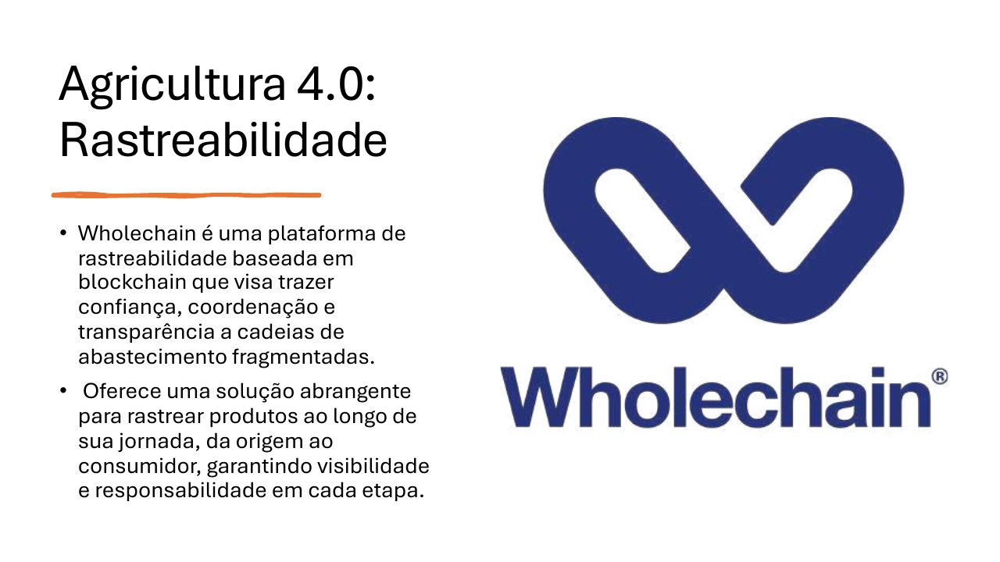 Agricultura 4.0:
Rastreabilidade
• Wholechain é uma plataforma de
rastreabilidade baseada em
blockchain que visa trazer
confiança, coordenação e
transparência a cadeias de
abastecimento fragmentadas.
• Oferece uma solução abrangente
para rastrear produtos ao longo de
sua jornada, da origem ao
consumidor, garantindo visibilidade
e responsabilidade em cada etapa.
Wholechain®